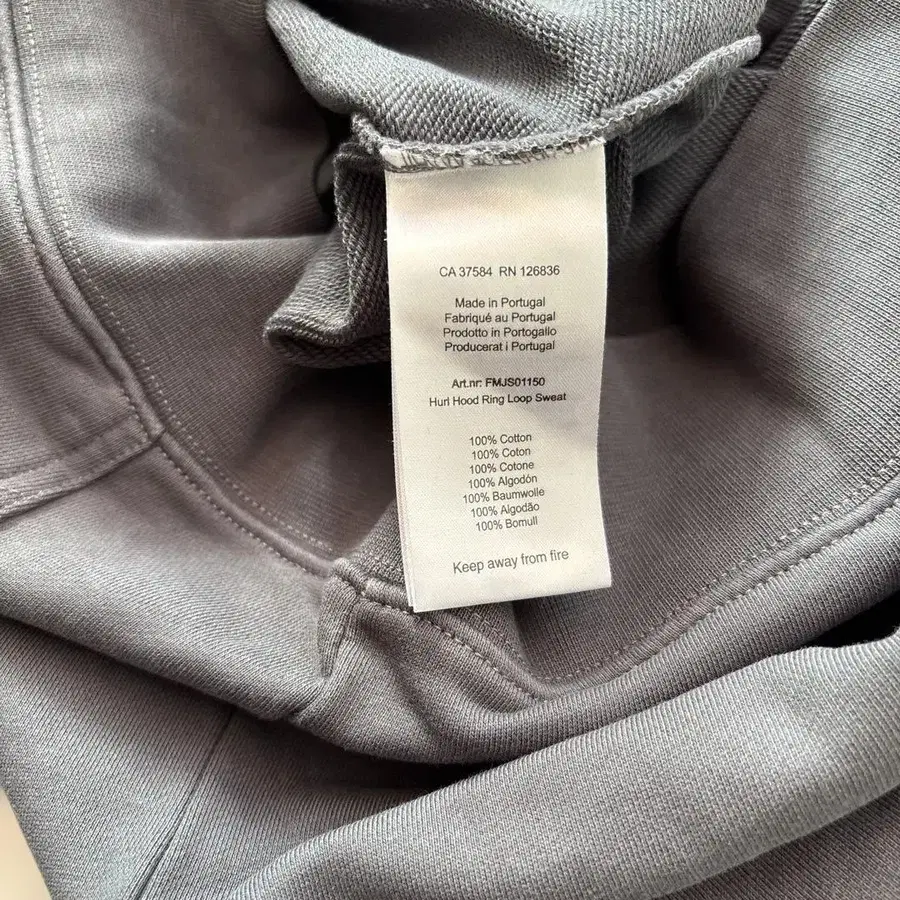 CA 37584 RN 126836
Made in Portugal
Fabriqué au Portugal
Prodotto in Portogallo
Producerat i Portugal
Art.nr: FMJS01150
Hurl Hood Ring Loop Sweat
100% Cotton
100% Coton
100% Cotone
100% Algodón
100% Baumwolle
100% Algodão
100% Bomull
Keep away from fire